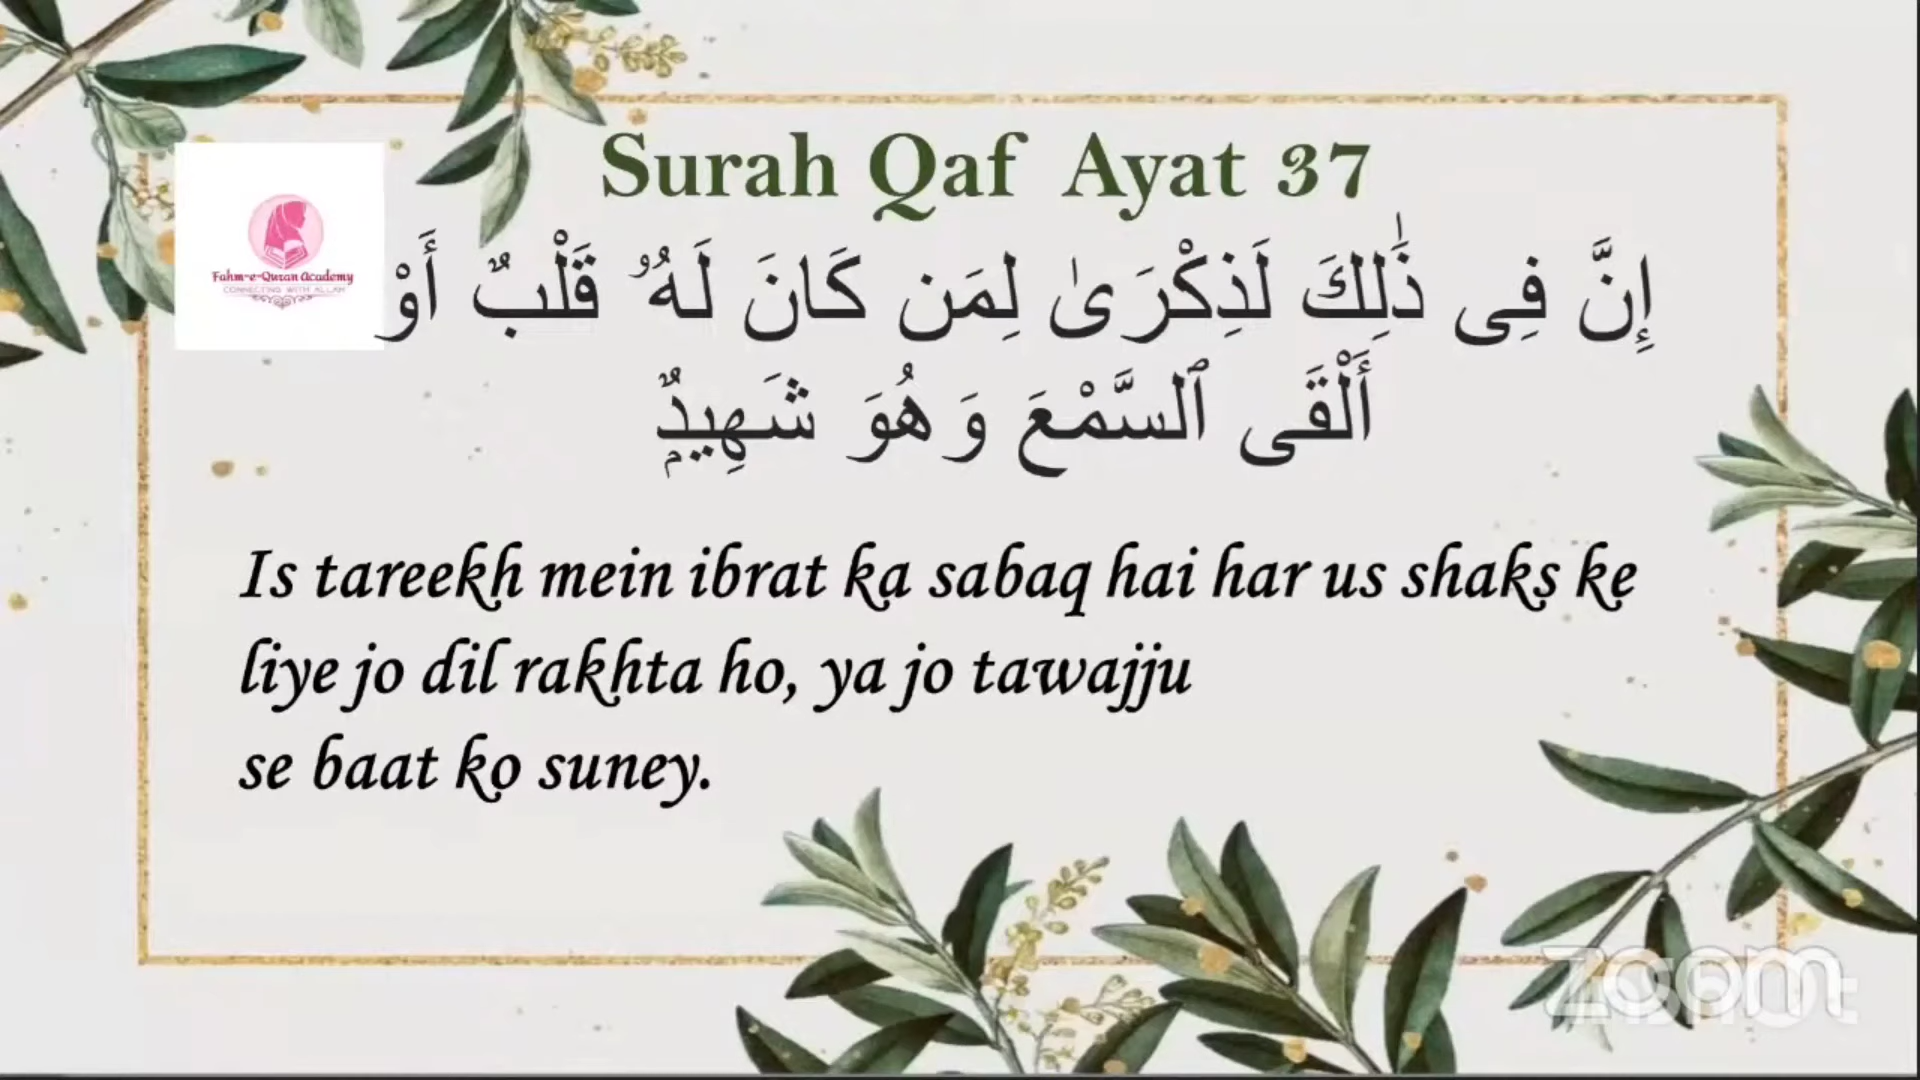 Surah Qaf Ayat 37
Fahm-e-Quran Academy
CONNECTING WITH ALLAH
إِنَّ فِى ذَٰلِكَ لَذِكْرَىٰ لِمَن كَانَ لَهُۥ قَلْبٌ أَوْ
أَلْقَى ٱلسَّمْعَ وَهُوَ شَهِيدٌۭ
Is tareekh mein ibrat ka sabaq hai har us shaks ke
liye jo dil rakhta ho, ya jo tawajju
se baat ko suney.
zoom